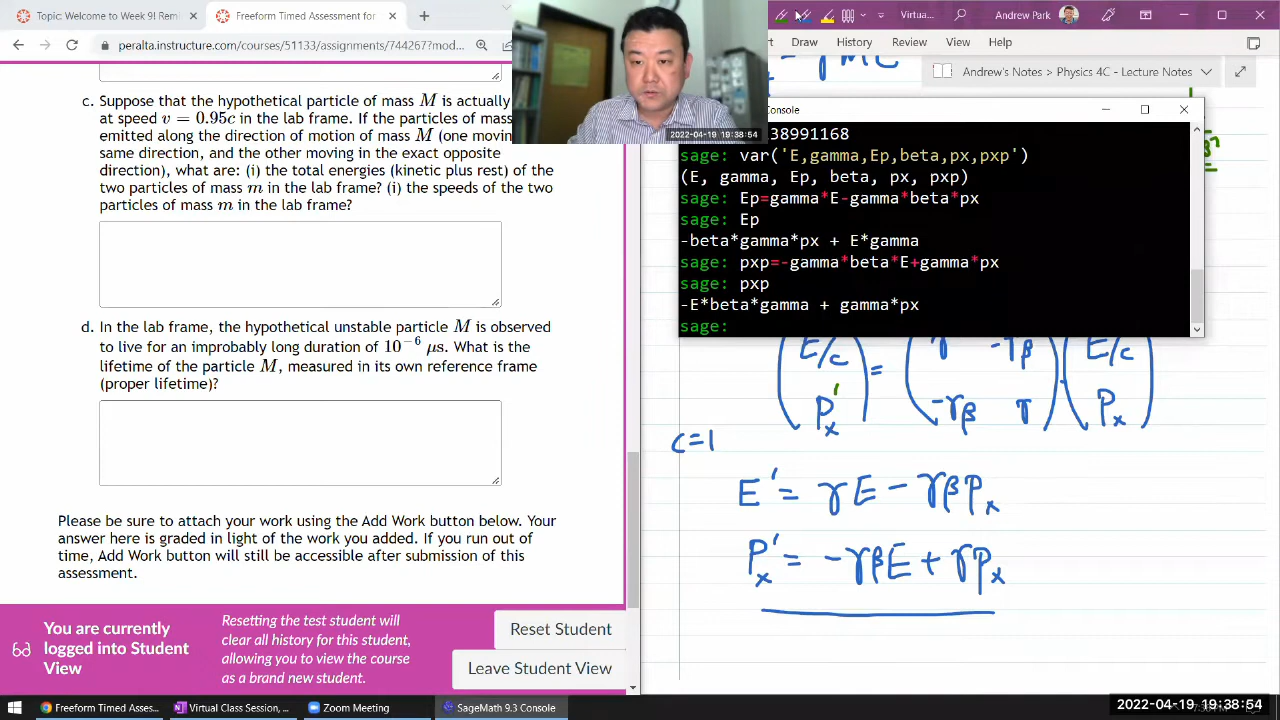 Topic: Welcome to Week 9! Rem
Freeform Timed Assessment for
peralta.instructure.com/courses/51133/assignments/7442677mod...
c. Suppose that the hypothetical particle of mass M is actually
at speed v = 0.95c in the lab frame. If the particles of mass
emitted along the direction of motion of mass M (one movin
same direction, and the other moving in the exact opposite
direction), what are: (i) the total energies (kinetic plus rest) of the
two particles of mass m in the lab frame? (i) the speeds of the two
particles of mass m in the lab frame?
d. In the lab frame, the hypothetical unstable particle M is observed
to live for an improbably long duration of 10⁻⁶ μs. What is the
lifetime of the particle M, measured in its own reference frame
(proper lifetime)?
Please be sure to attach your work using the Add Work button below. Your
answer here is graded in light of the work you added. If you run out of
time, Add Work button will still be accessible after submission of this
assessment.
You are currently
logged into Student
View
Resetting the test student will
clear all history for this student,
allowing you to view the course
as a brand new student.
Reset Student
Leave Student View
2022-04-19 19:38:54
Virtua...
Andrew Park
Draw History Review View
Andrew's Notes » Physics 4C - Lecture Notes
Console
38991168
sage: var('E,gamma,Ep,beta,px,pxp')
(E, gamma, Ep, beta, px, pxp)
sage: Ep=gamma*E-gamma*beta*px
sage: Ep
-beta*gamma*px + E*gamma
sage: pxp=-gamma*beta*E+gamma*px
sage: pxp
-E*beta*gamma + gamma*px
sage:
(E/c = (γ -γβ (E/c
Px' -γβ γ) Px)
c=1
E' = γE - γβPx
Px' = -γβE + γPx
Freeform Timed Asses...
Virtual Class Session, ...
Zoom Meeting
SageMath 9.3 Console
2022-04-19 19:38:54